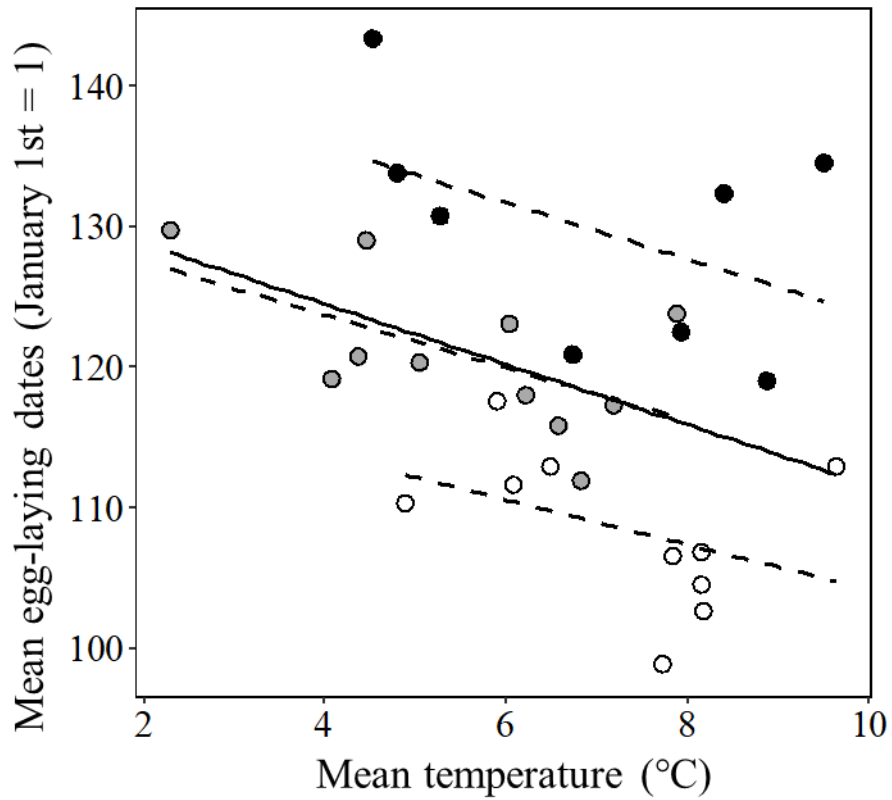 Mean egg-laying dates (January 1st = 1)
140
130
120
110
100
2 4 6 8 10
Mean temperature (°C)